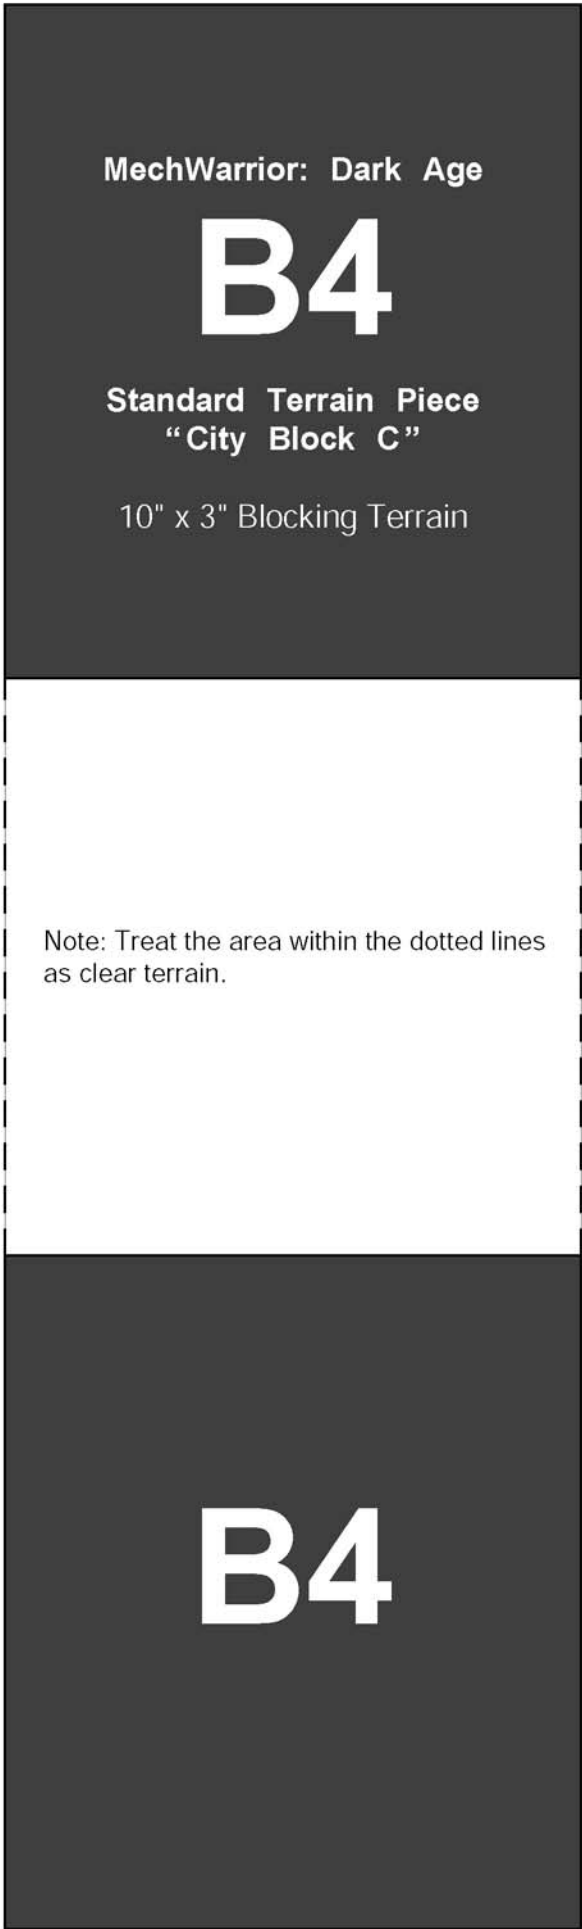 MechWarrior: Dark Age
B4
Standard Terrain Piece
“City Block C”
10" x 3" Blocking Terrain
Note: Treat the area within the dotted lines
as clear terrain.
B4